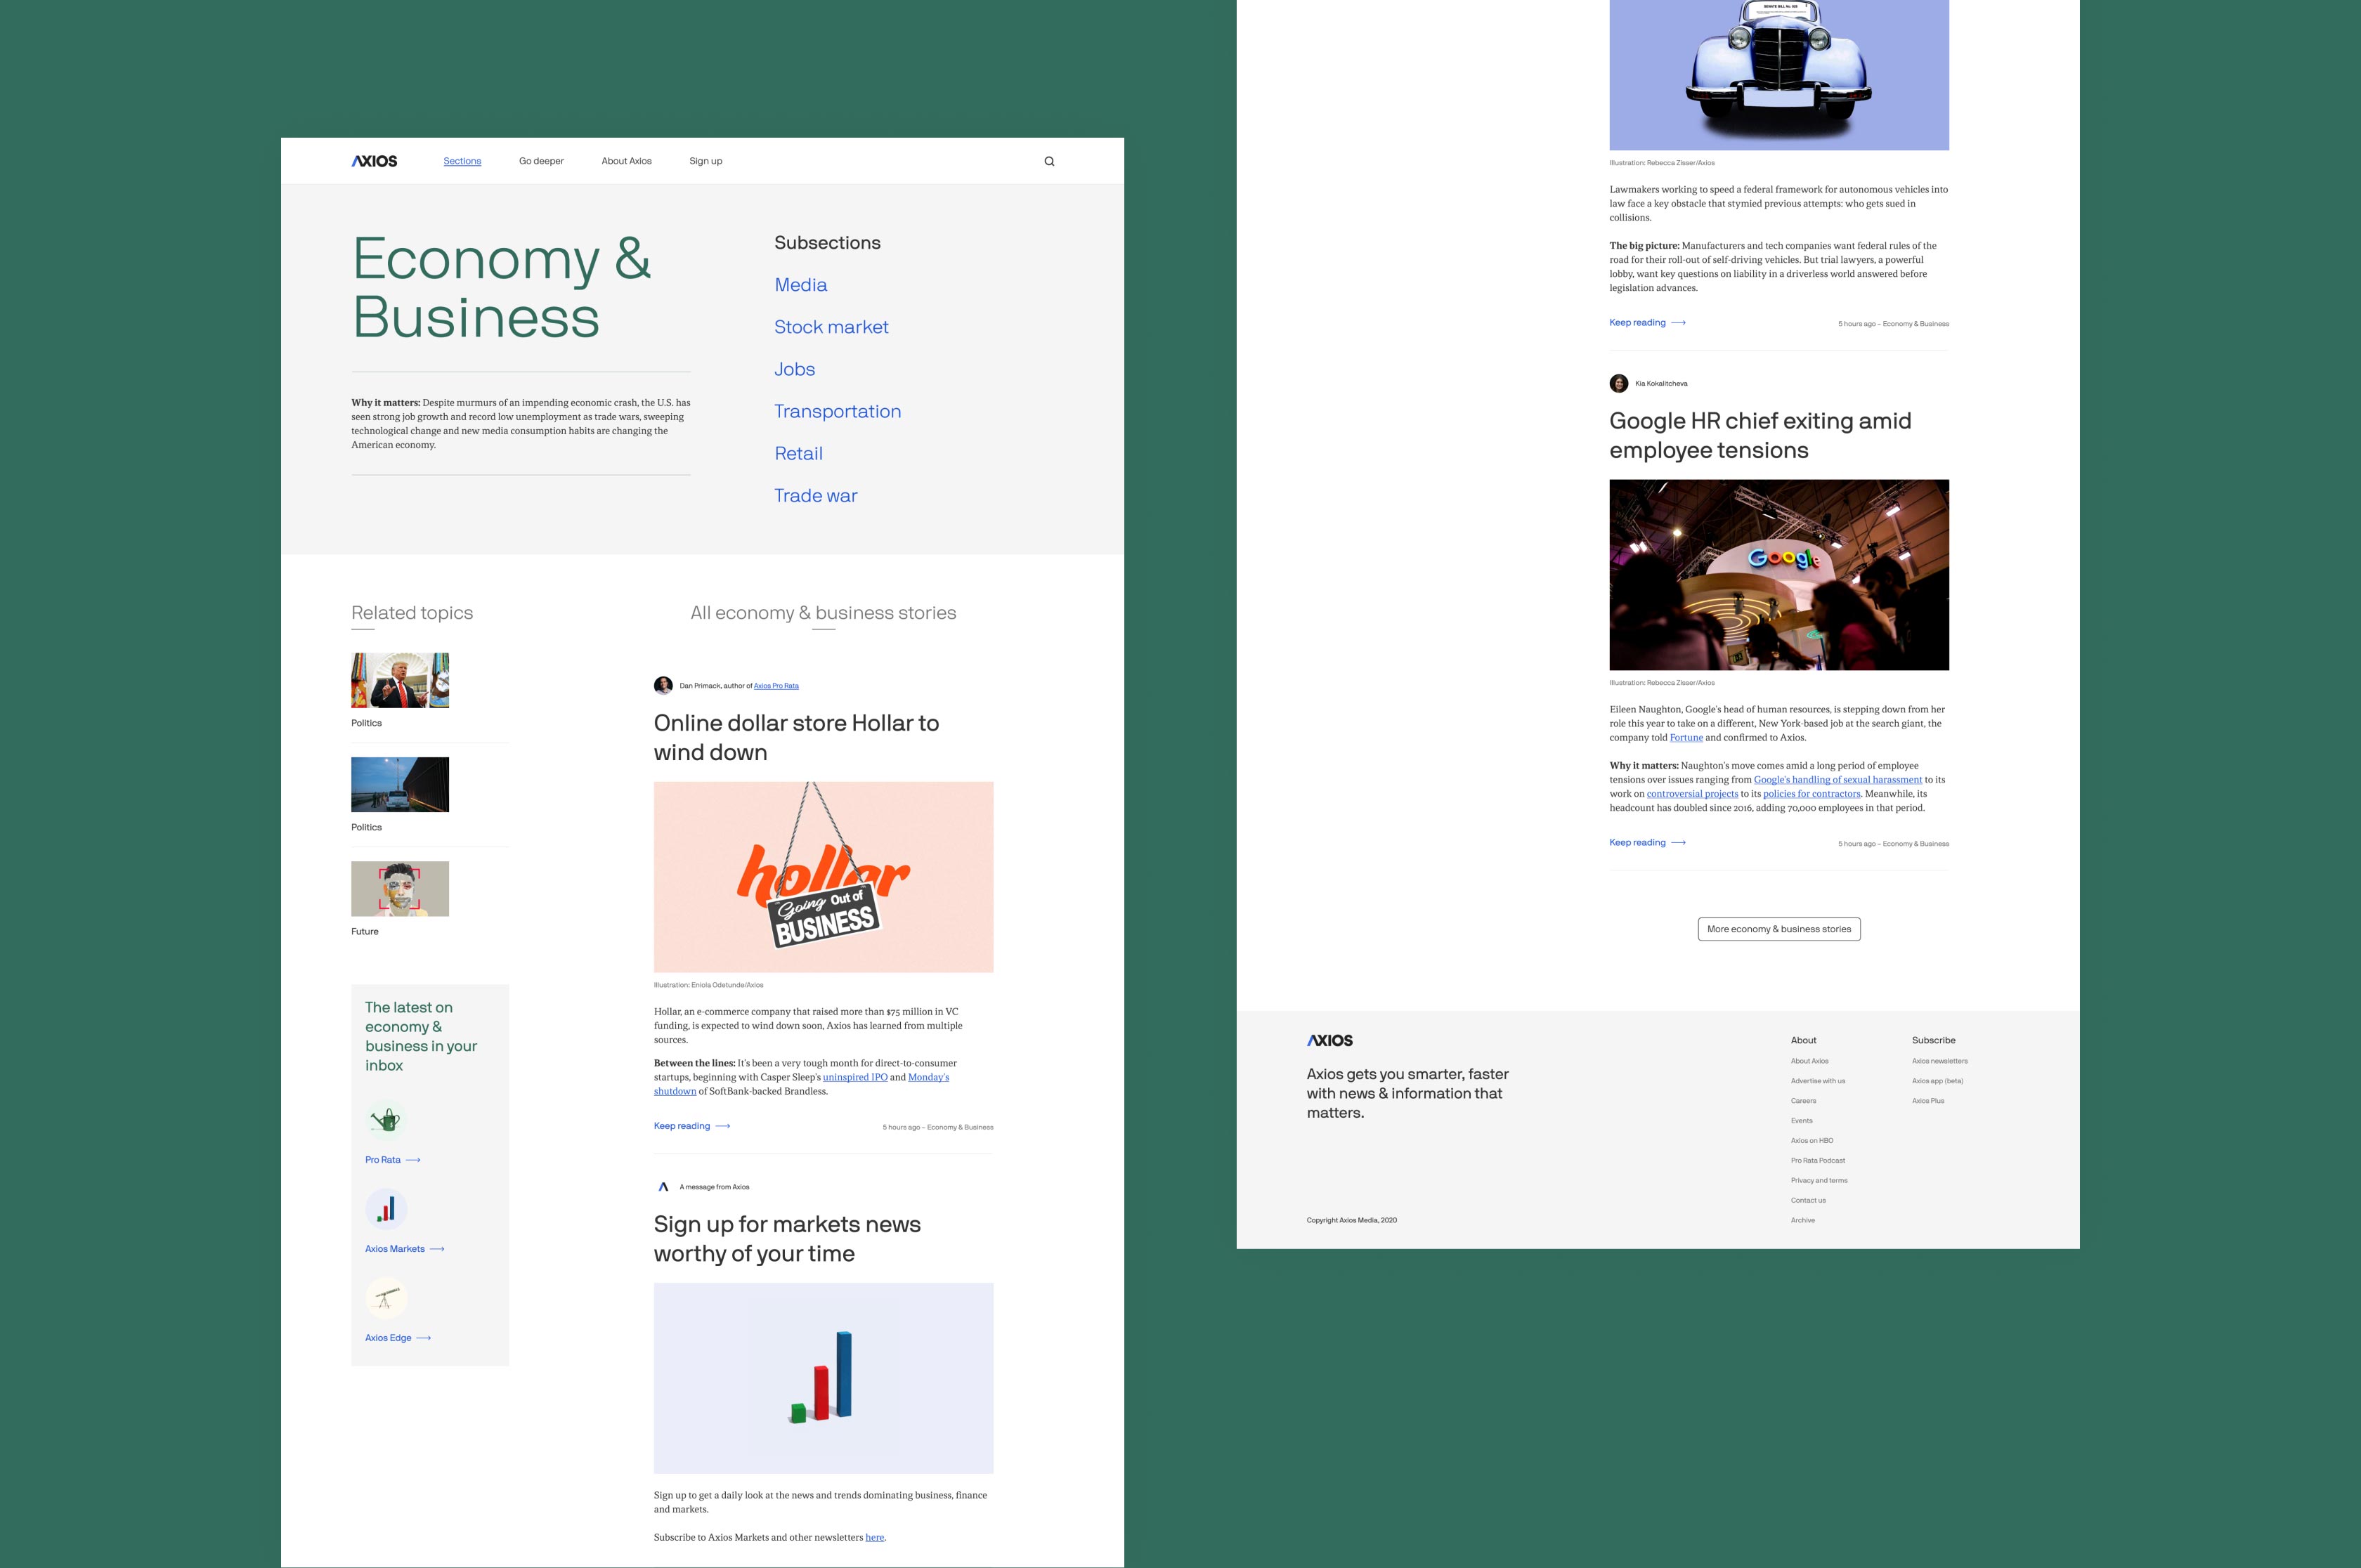 AXIOS
Sections
Go deeper
About Axios
Sign up
Economy &
Business
Why it matters: Despite murmurs of an impending economic crash, the U.S. has
seen strong job growth and record low unemployment as trade wars, sweeping
technological change and new media consumption habits are changing the
American economy.
Subsections
Media
Stock market
Jobs
Transportation
Retail
Trade war
Related topics
Politics
Politics
Future
The latest on
economy &
business in your
inbox
Pro Rata
Axios Markets
Axios Edge
All economy & business stories
Dan Primack, author of Axios Pro Rata
Online dollar store Hollar to
wind down
hollar
Going Out of
BUSINESS
Illustration: Eniola Odetunde/Axios
Hollar, an e-commerce company that raised more than $75 million in VC
funding, is expected to wind down soon, Axios has learned from multiple
sources.
Between the lines: It's been a very tough month for direct-to-consumer
startups, beginning with Casper Sleep's uninspired IPO and Monday's
shutdown of SoftBank-backed Brandless.
Keep reading
5 hours ago – Economy & Business
A message from Axios
Sign up for markets news
worthy of your time
Sign up to get a daily look at the news and trends dominating business, finance
and markets.
Subscribe to Axios Markets and other newsletters here.
SENATE BILL No. 
Illustration: Rebecca Zisser/Axios
Lawmakers working to speed a federal framework for autonomous vehicles into
law face a key obstacle that stymied previous attempts: who gets sued in
collisions.
The big picture: Manufacturers and tech companies want federal rules of the
road for their roll-out of self-driving vehicles. But trial lawyers, a powerful
lobby, want key questions on liability in a driverless world answered before
legislation advances.
Keep reading
5 hours ago – Economy & Business
Kia Kokalitcheva
Google HR chief exiting amid
employee tensions
Google
Illustration: Rebecca Zisser/Axios
Eileen Naughton, Google's head of human resources, is stepping down from her
role this year to take on a different, New York-based job at the search giant, the
company told Fortune and confirmed to Axios.
Why it matters: Naughton's move comes amid a long period of employee
tensions over issues ranging from Google's handling of sexual harassment to its
work on controversial projects to its policies for contractors. Meanwhile, its
headcount has doubled since 2016, adding 70,000 employees in that period.
Keep reading
5 hours ago – Economy & Business
More economy & business stories
AXIOS
Axios gets you smarter, faster
with news & information that
matters.
Copyright Axios Media, 2020
About
About Axios
Advertise with us
Careers
Events
Axios on HBO
Pro Rata Podcast
Privacy and terms
Contact us
Archive
Subscribe
Axios newsletters
Axios app (beta)
Axios Plus